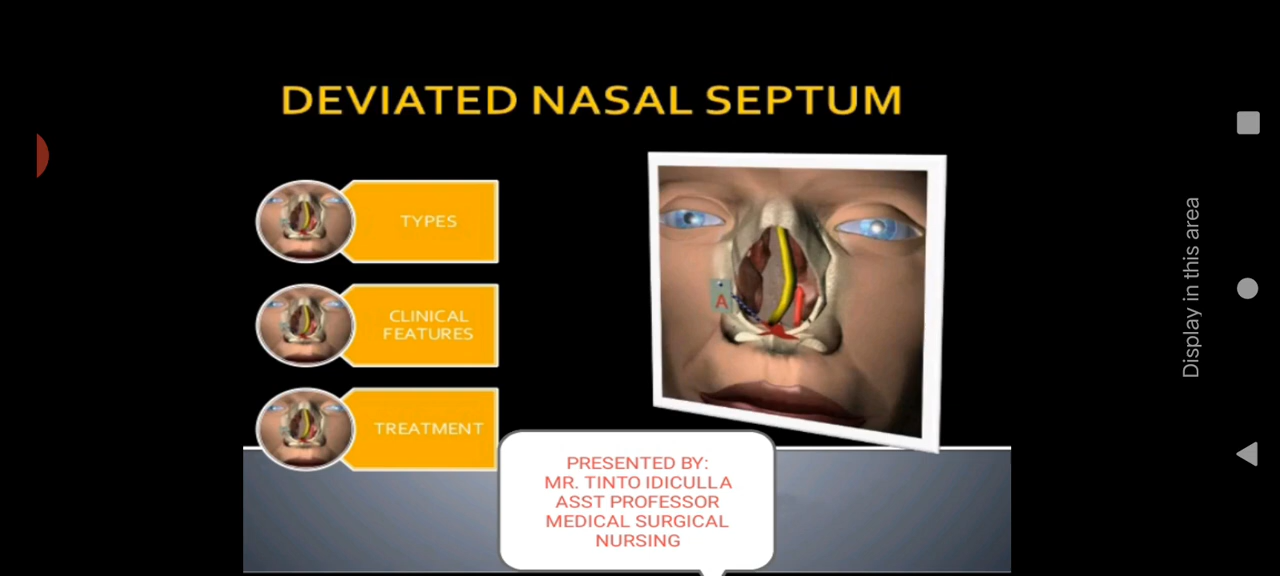 DEVIATED NASAL SEPTUM
TYPES
CLINICAL
FEATURES
TREATMENT
A
PRESENTED BY:
MR. TINTO IDICULLA
ASST PROFESSOR
MEDICAL SURGICAL
NURSING
Display in this area